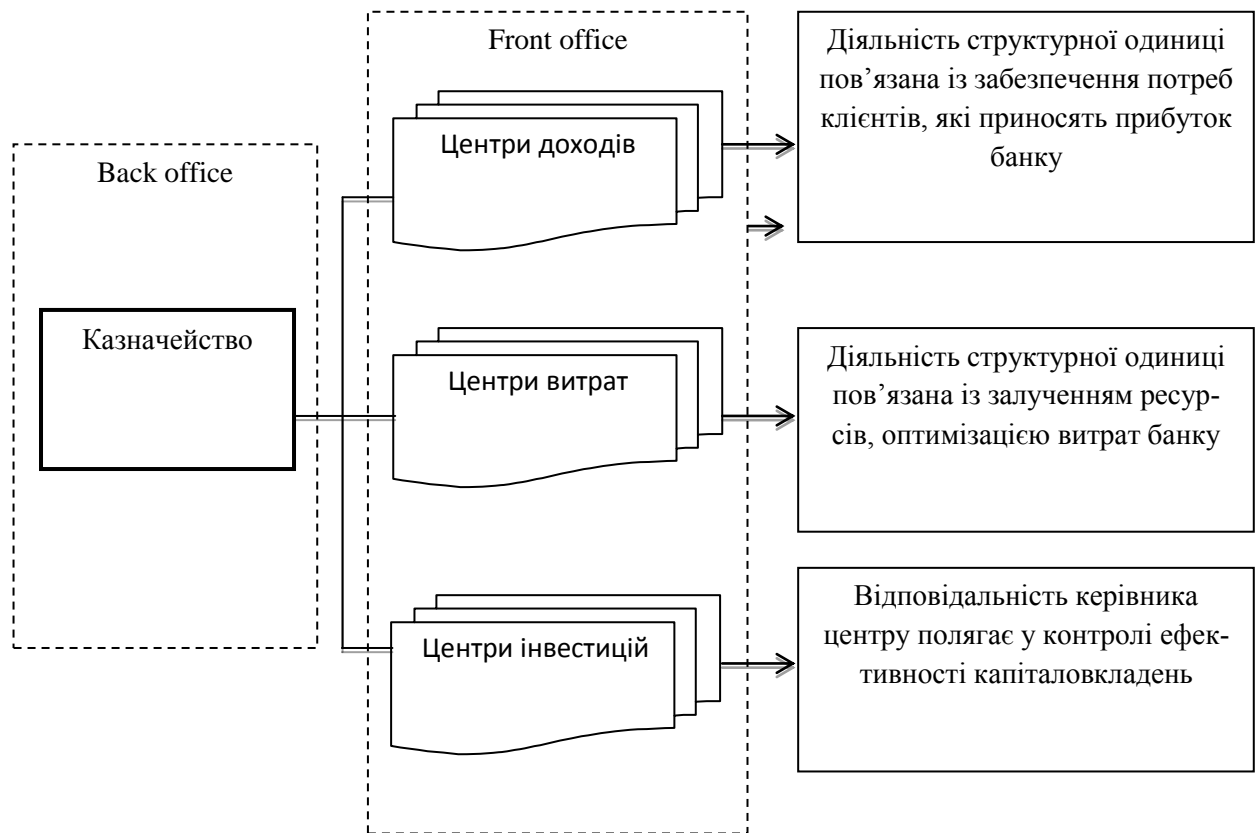 Back office
Казначейство
Front office
Центри доходів
Центри витрат
Центри інвестицій
Діяльність структурної одиниці
пов’язана із забезпечення потреб
клієнтів, які приносять прибуток
банку
Діяльність структурної одиниці
пов’язана із залученням ресур-
сів, оптимізацією витрат банку
Відповідальність керівника
центру полягає у контролі ефек-
тивності капіталовкладень